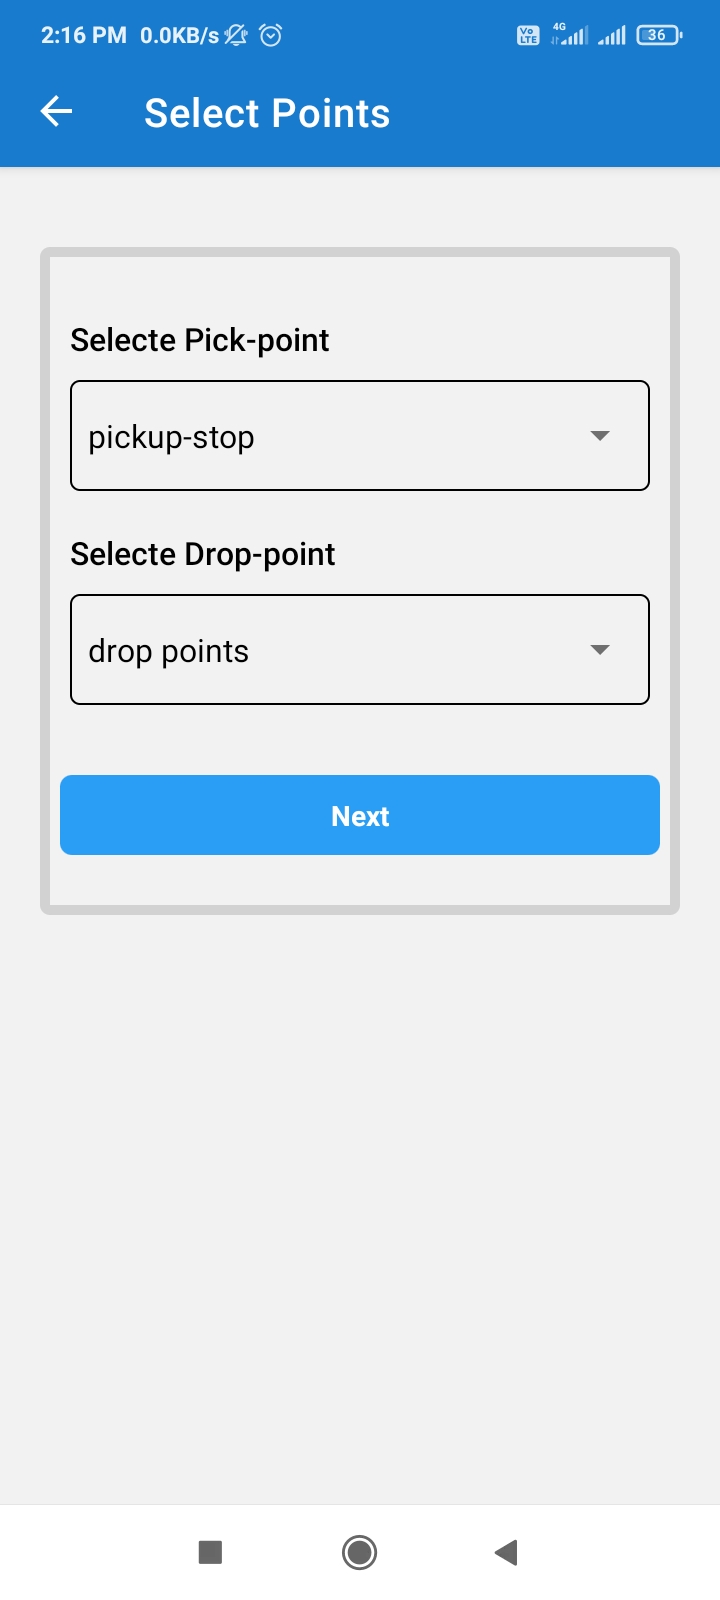 2:16 PM 0.0KB/s Vo LTE 4G 36
Select Points
Selecte Pick-point
pickup-stop
Selecte Drop-point
drop points
Next